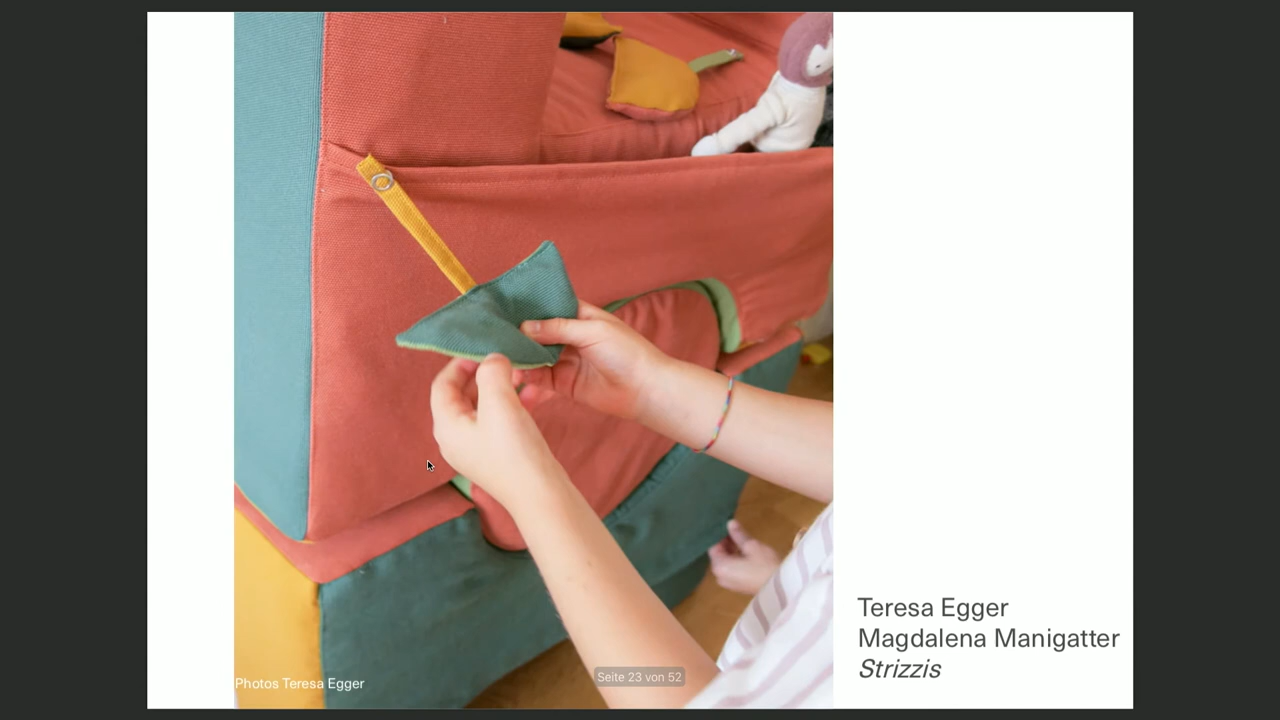 Teresa Egger
Magdalena Manigatter
Strizzis
Photos Teresa Egger
Seite 23 von 52